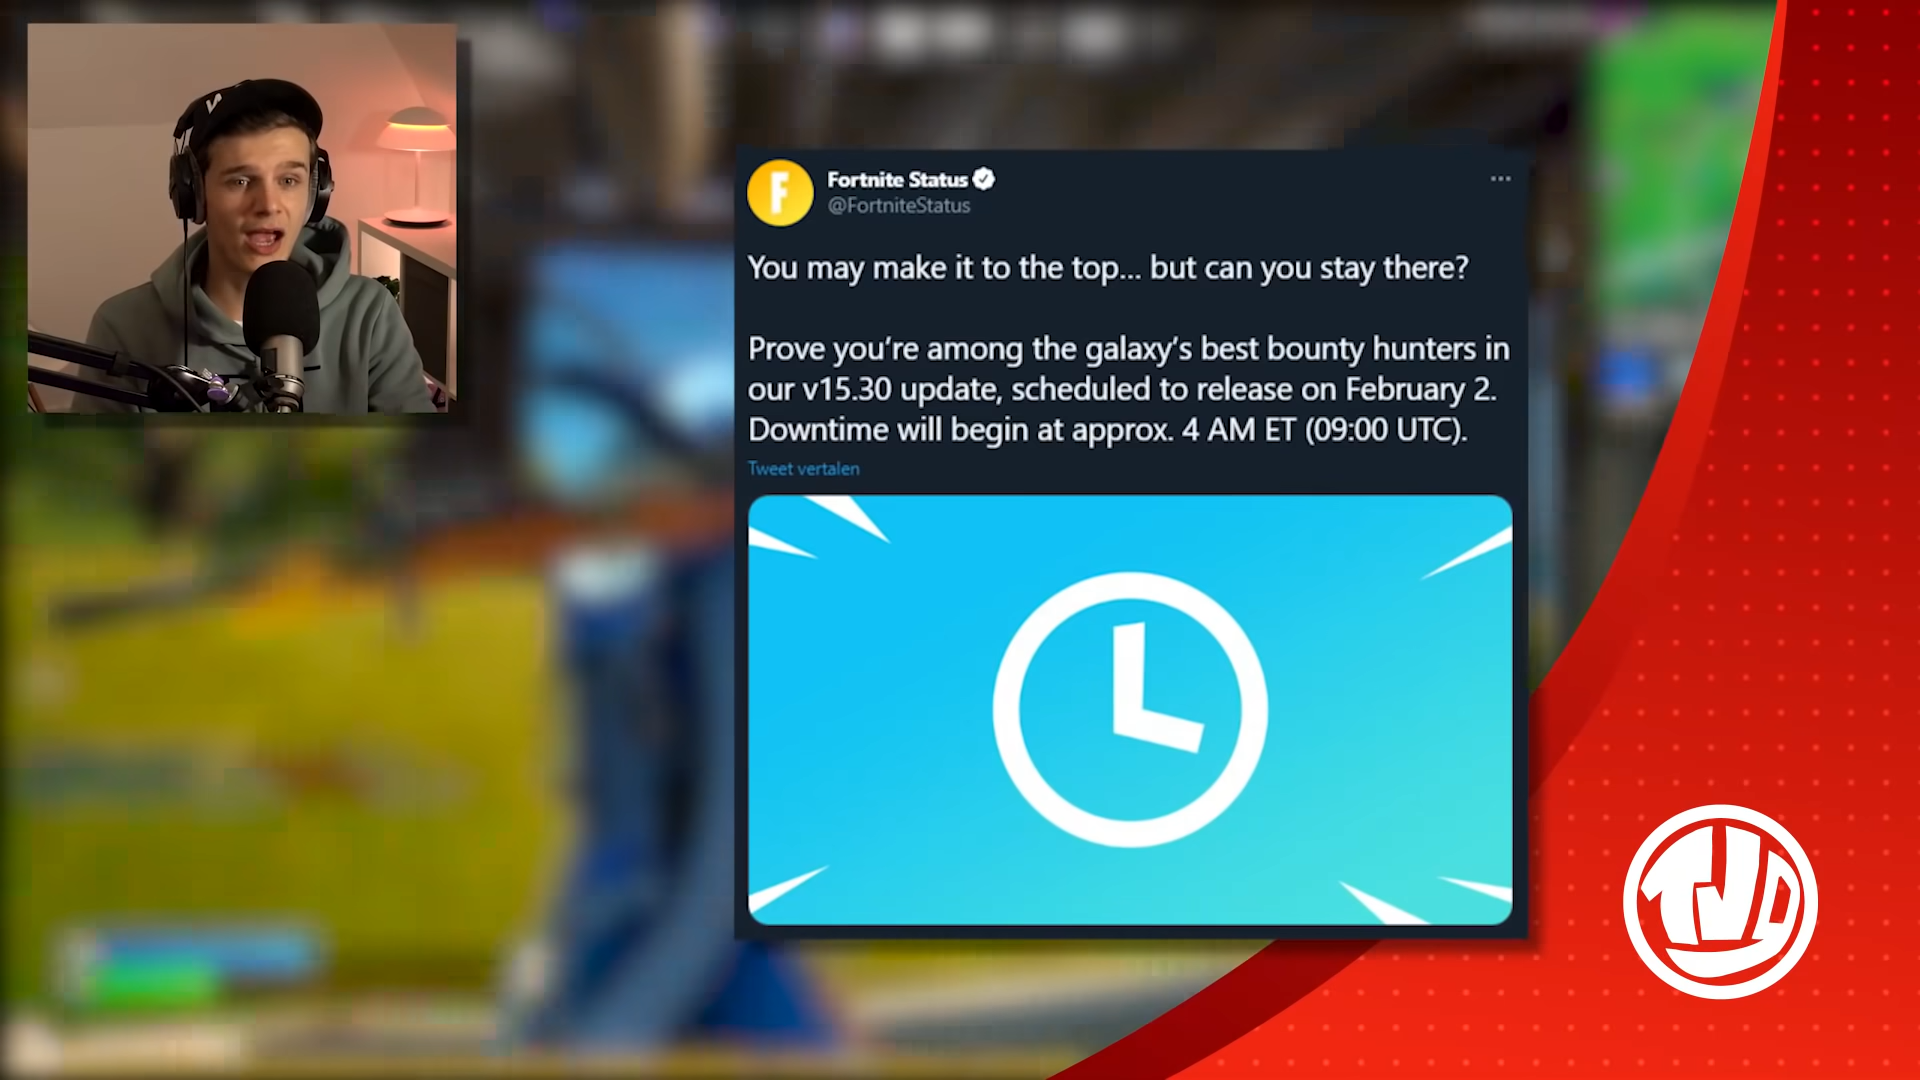 Fortnite Status
@FortniteStatus
You may make it to the top... but can you stay there?
Prove you're among the galaxy's best bounty hunters in
our v15.30 update, scheduled to release on February 2.
Downtime will begin at approx. 4 AM ET (09:00 UTC).
Tweet vertalen
F
TJD